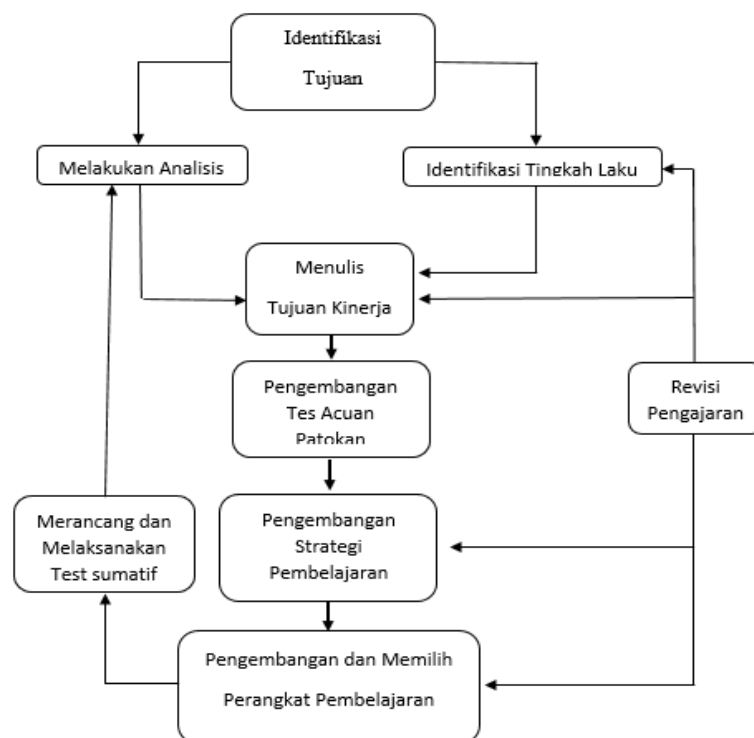 Identifikasi
Tujuan
Melakukan Analisis
Identifikasi Tingkah Laku
Menulis
Tujuan Kinerja
Pengembangan
Tes Acuan
Patokan
Revisi
Pengajaran
Merancang dan
Melaksanakan
Test sumatif
Pengembangan
Strategi
Pembelajaran
Pengembangan dan Memilih
Perangkat Pembelajaran